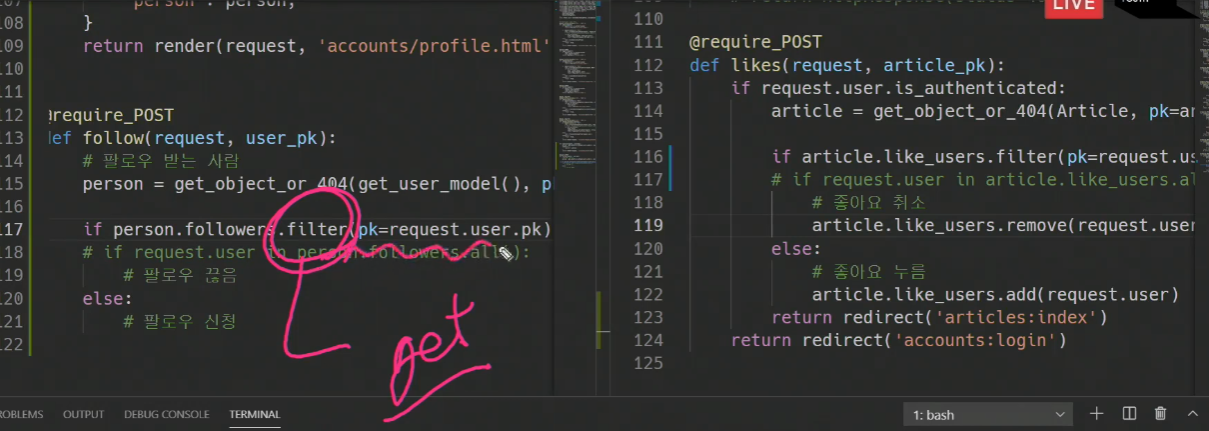 108 }
109 return render(request, 'accounts/profile.html'
110
111
112 @require_POST
113 def follow(request, user_pk):
114 # 팔로우 받는 사람
115 person = get_object_or_404(get_user_model(), p
116
117 if person.followers.filter(pk=request.user.pk)
118 # if request.user in person.followers.all():
119 # 팔로우 끊음
120 else:
121 # 팔로우 신청
122
get
LIVE
110
111 @require_POST
112 def likes(request, article_pk):
113 if request.user.is_authenticated:
114 article = get_object_or_404(Article, pk=ar
115
116 if article.like_users.filter(pk=request.us
117 # if request.user in article.like_users.al
118 # 좋아요 취소
119 article.like_users.remove(request.user
120 else:
121 # 좋아요 누름
122 article.like_users.add(request.user)
123 return redirect('articles:index')
124 return redirect('accounts:login')
125
PROBLEMS OUTPUT DEBUG CONSOLE TERMINAL 1: bash